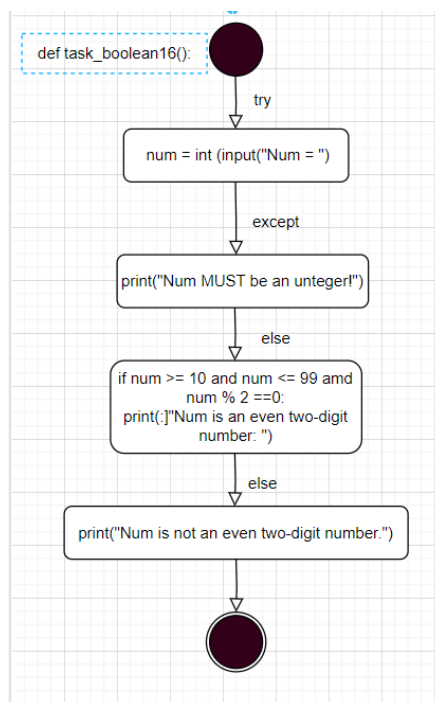 def task_boolean16():
try
num = int (input("Num = ")
except
print("Num MUST be an unteger!")
else
if num >= 10 and num <= 99 amd
num % 2 ==0:
print(:]"Num is an even two-digit
number: ")
else
print("Num is not an even two-digit number.")